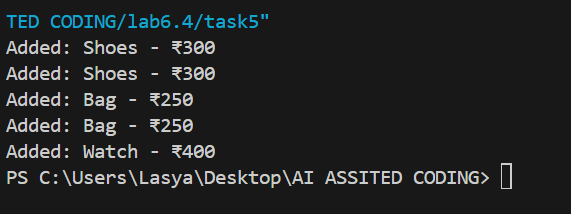 TED CODING/lab6.4/task5"
Added: Shoes - ₹300
Added: Shoes - ₹300
Added: Bag - ₹250
Added: Bag - ₹250
Added: Watch - ₹400
PS C:\Users\Lasya\Desktop\AI ASSITED CODING>